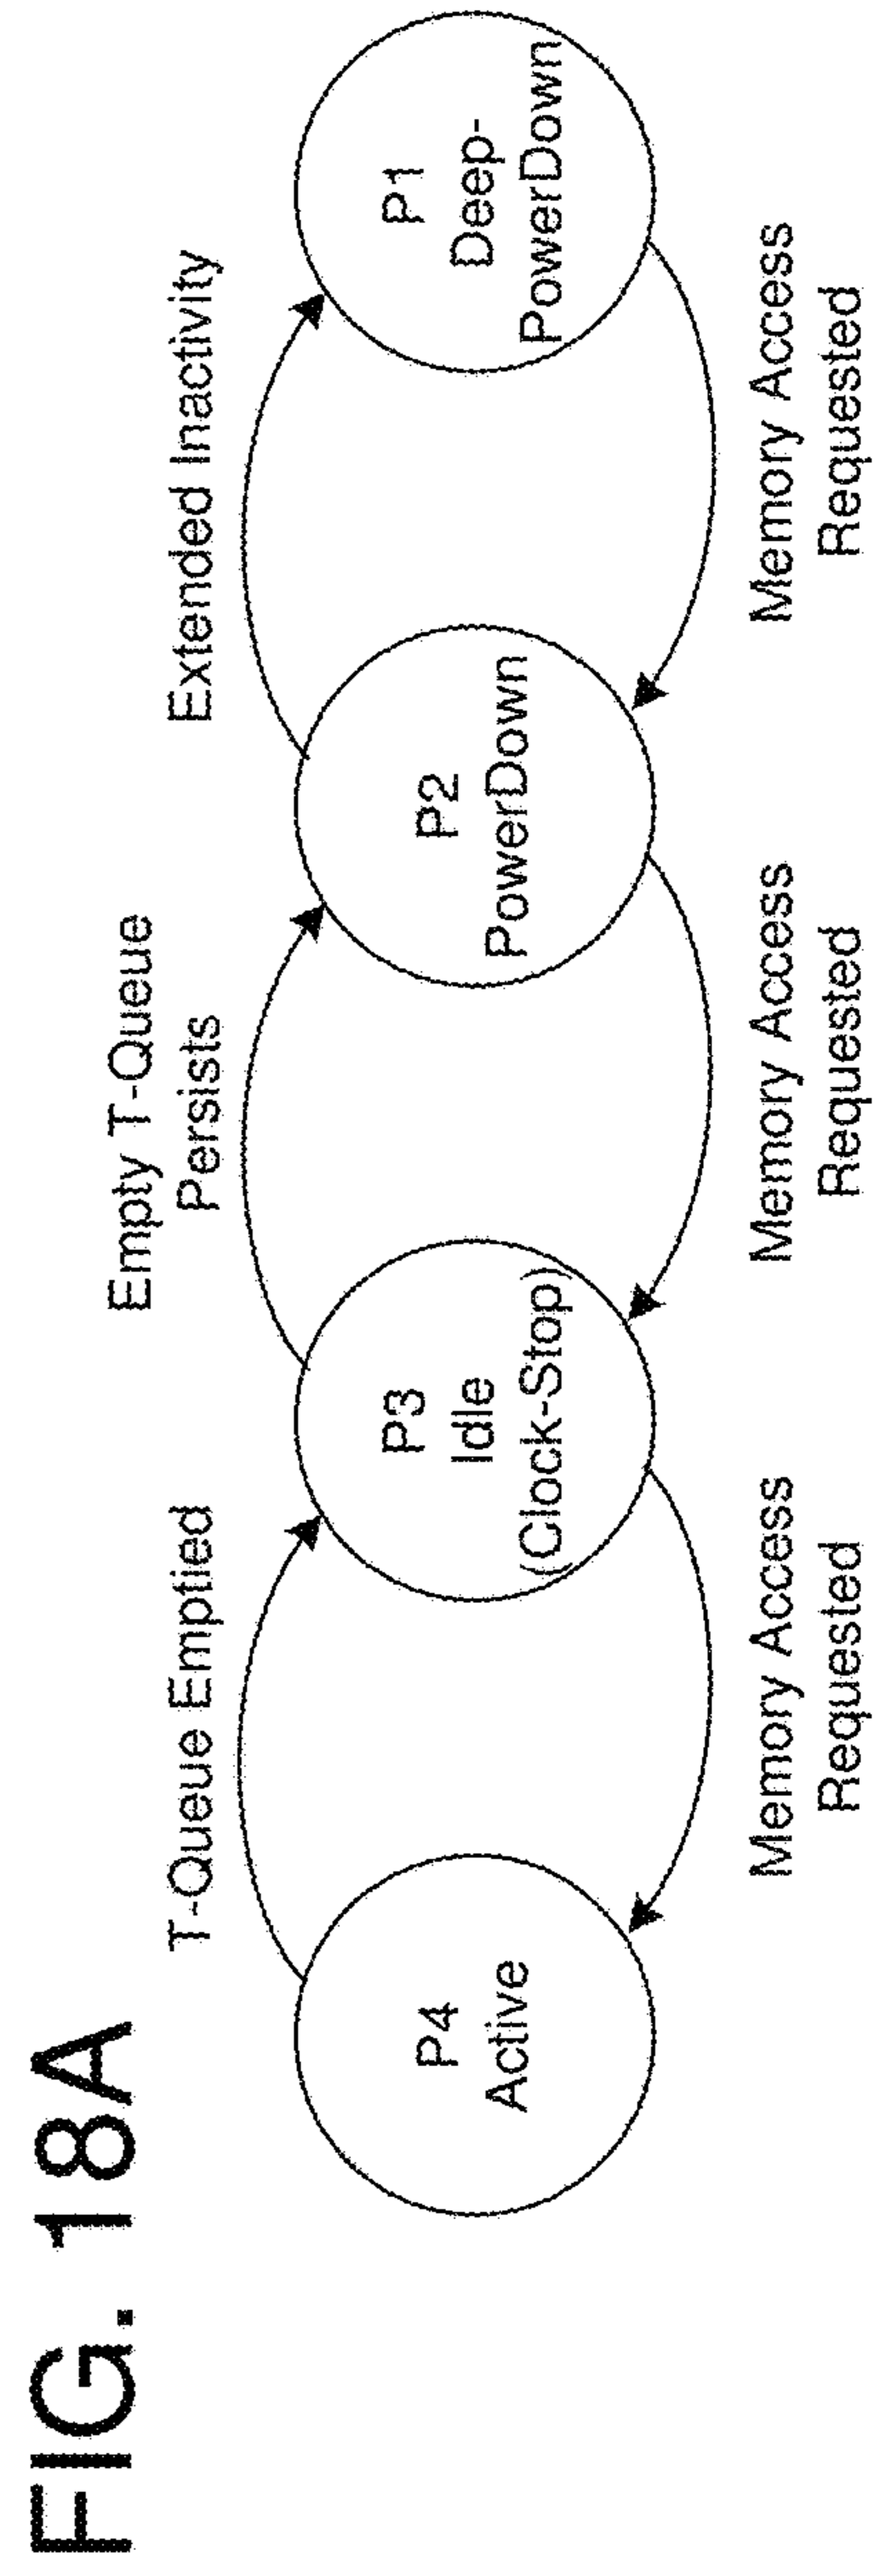 FIG. 18A
T-Queue Emptied
Empty T-Queue
Persists
Extended Inactivity
P4
Active
P3
Idle
(Clock-Stop)
P2
PowerDown
P1
Deep-
PowerDown
Memory Access
Requested
Memory Access
Requested
Memory Access
Requested